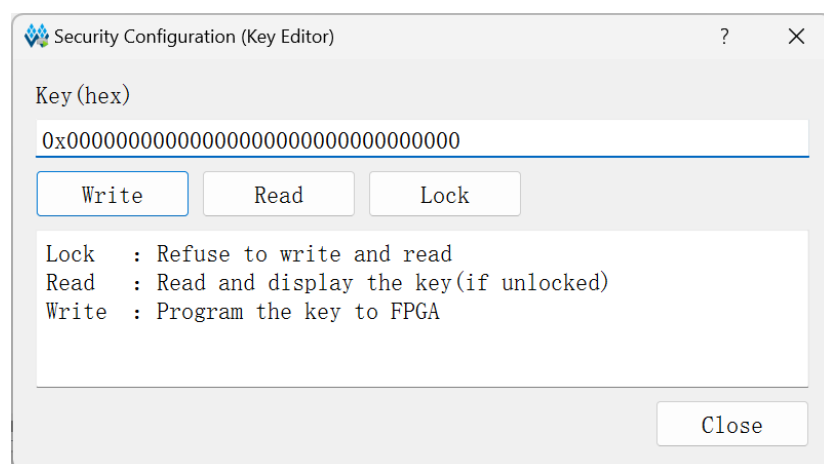 Security Configuration (Key Editor) ?
Key(hex)
0x00000000000000000000000000000000
Write Read Lock
Lock : Refuse to write and read
Read : Read and display the key(if unlocked)
Write : Program the key to FPGA
Close